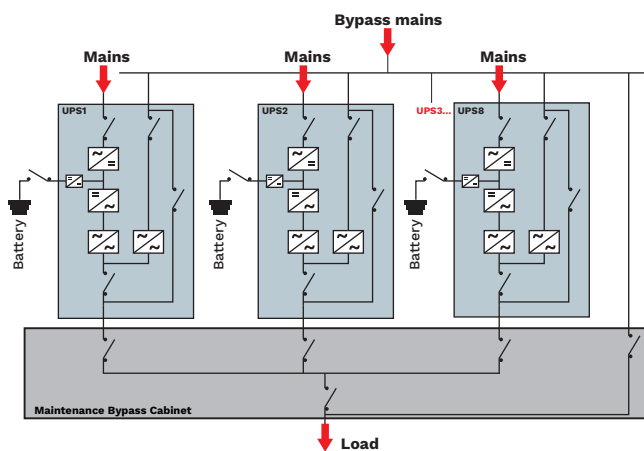 Bypass mains
Mains
Mains
Mains
UPS1
UPS2
UPS3...
UPS8
Battery
Battery
Battery
Maintenance Bypass Cabinet
Load